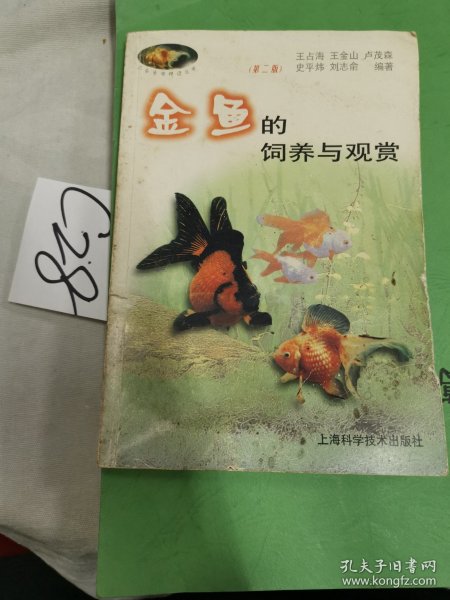 王占海 王金山 卢茂森
(第二版) 史平炜 刘志俞 编著
金鱼的
饲养与观赏
上海科学技术出版社
孔夫子旧书网
www.kongfz.com